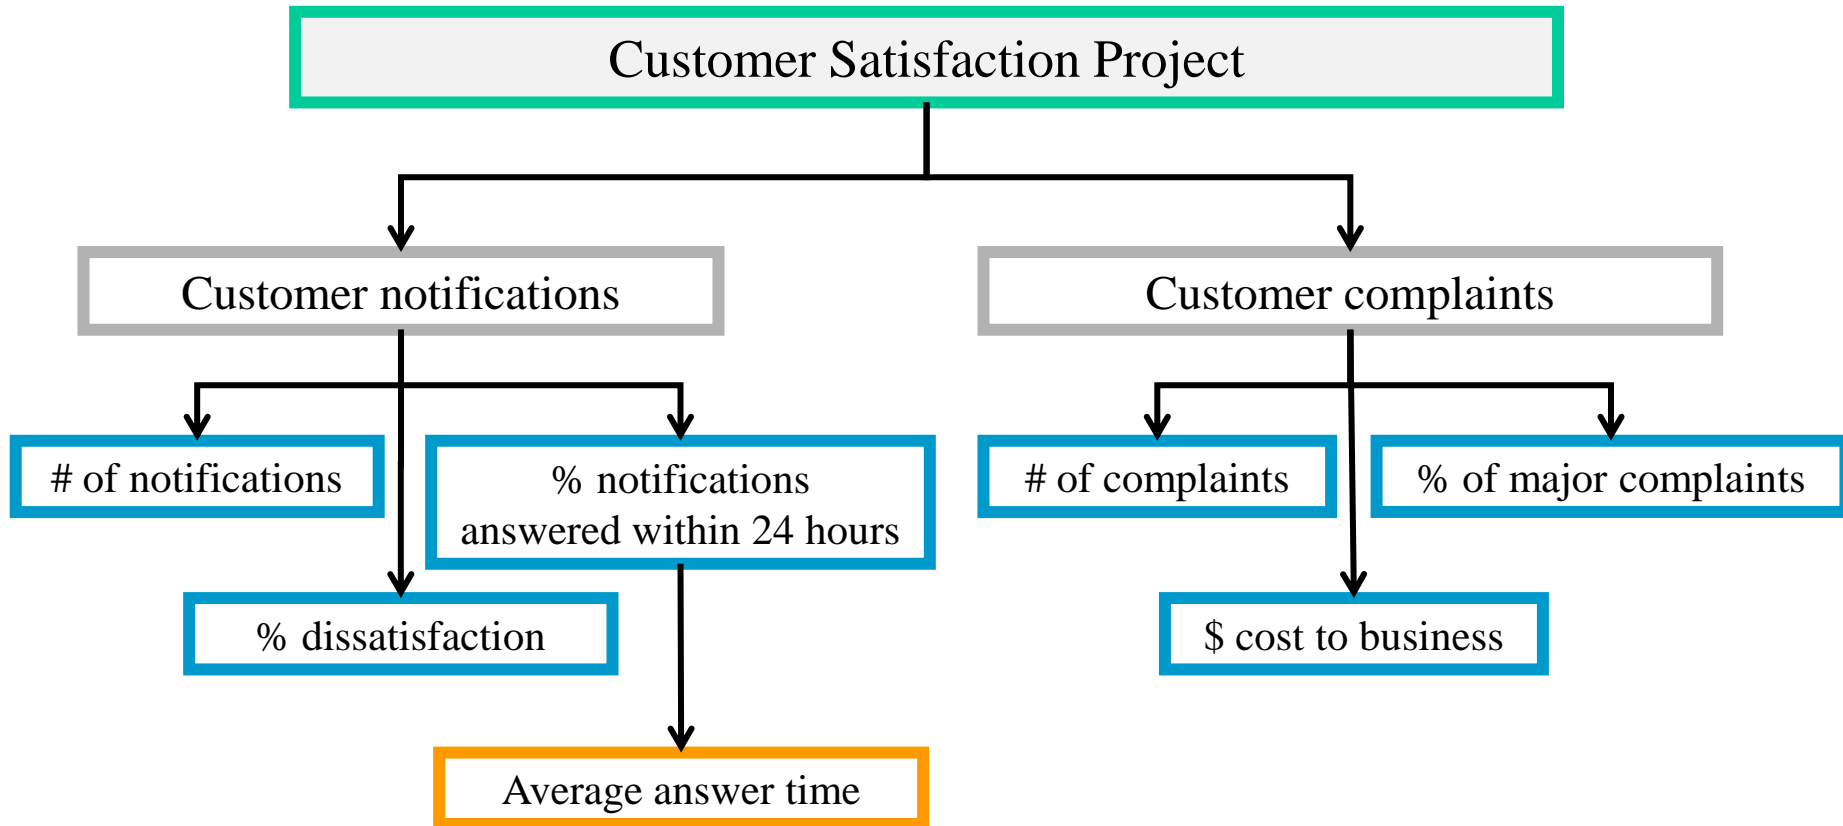 Customer Satisfaction Project
Customer notifications
Customer complaints
# of notifications
% notifications
answered within 24 hours
# of complaints
% of major complaints
% dissatisfaction
$ cost to business
Average answer time